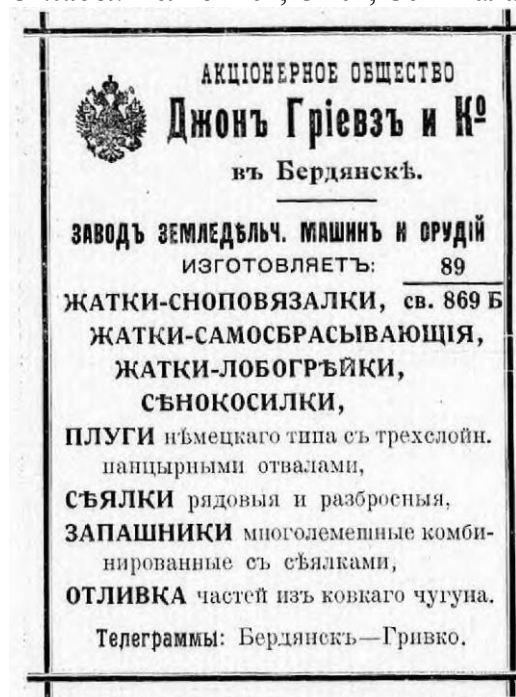 АКЦІОНЕРНОЕ ОБЩЕСТВО
Джонъ Гріевзъ и Кº
въ Бердянскѣ.
ЗАВОДЪ ЗЕМЛЕДѢЛЬЧ. МАШИНЪ И ОРУДІЙ
ИЗГОТОВЛЯЕТЪ: 89
ЖАТКИ-СНОПОВЯЗАЛКИ, св. 869 Б
ЖАТКИ-САМОСБРАСЫВАЮЩІЯ,
ЖАТКИ-ЛОБОГРѢЙКИ,
СѢНОКОСИЛКИ,
ПЛУГИ нѣмецкаго типа съ трехслойн.
панцырными отвалами,
СѢЯЛКИ рядовыя и разбросныя,
ЗАПАШНИКИ многолемешные комби-
нированные съ сѣялками,
ОТЛИВКА частей изъ ковкаго чугуна.
Телеграммы: Бердянскъ—Гривко.